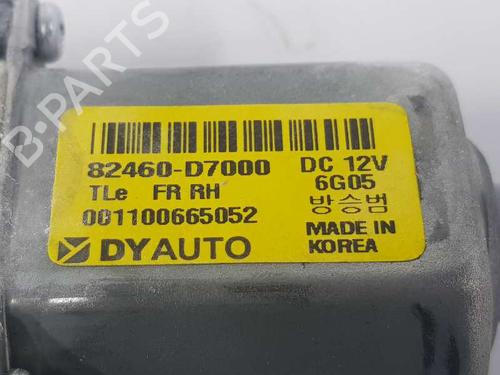 B-PARTS
82460-D7000 DC 12V
TLe FR RH 6G05
001100665052 방승범
DYAUTO MADE IN
KOREA